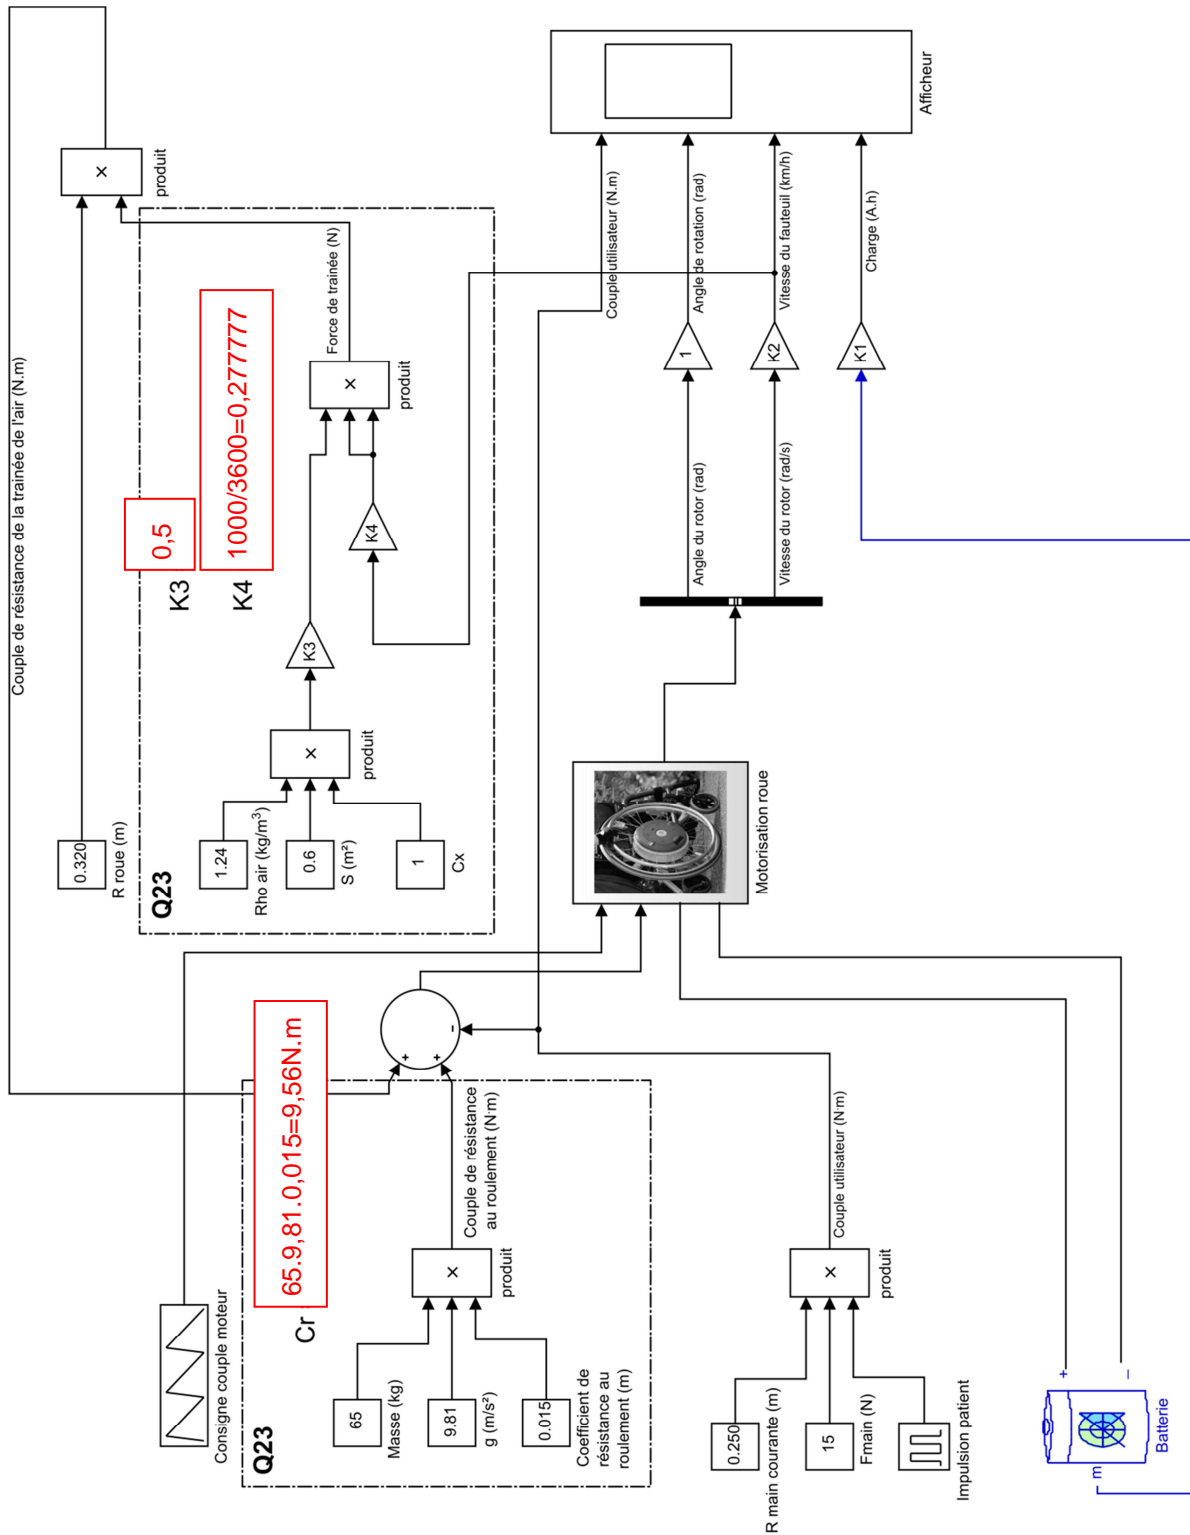 Couple de résistance de la trainée de l'air (N.m)
0.320
R roue (m)
×
produit
Q23
1.24
Rho air (kg/m³)
0.6
S (m²)
1
Cx
×
produit
K3
K3
0,5
K4
1000/3600=0,277777
K4
×
produit
Force de trainée (N)
Consigne couple moteur
Q23
Cr
65.9,81.0,015=9,56N.m
65
Masse (kg)
9.81
g (m/s²)
0.015
Coefficient de
résistance au
roulement (m)
×
produit
Couple de résistance
au roulement (N·m)
+
+
-
0.250
R main courante (m)
15
Fmain (N)
Impulsion patient
×
produit
Couple utilisateur (N·m)
Motorisation roue
Angle du rotor (rad)
Vitesse du rotor (rad/s)
1
K2
K1
Couple utilisateur (N.m)
Angle de rotation (rad)
Vitesse du fauteuil (km/h)
Charge (A.h)
Afficheur
m
+
–
Batterie